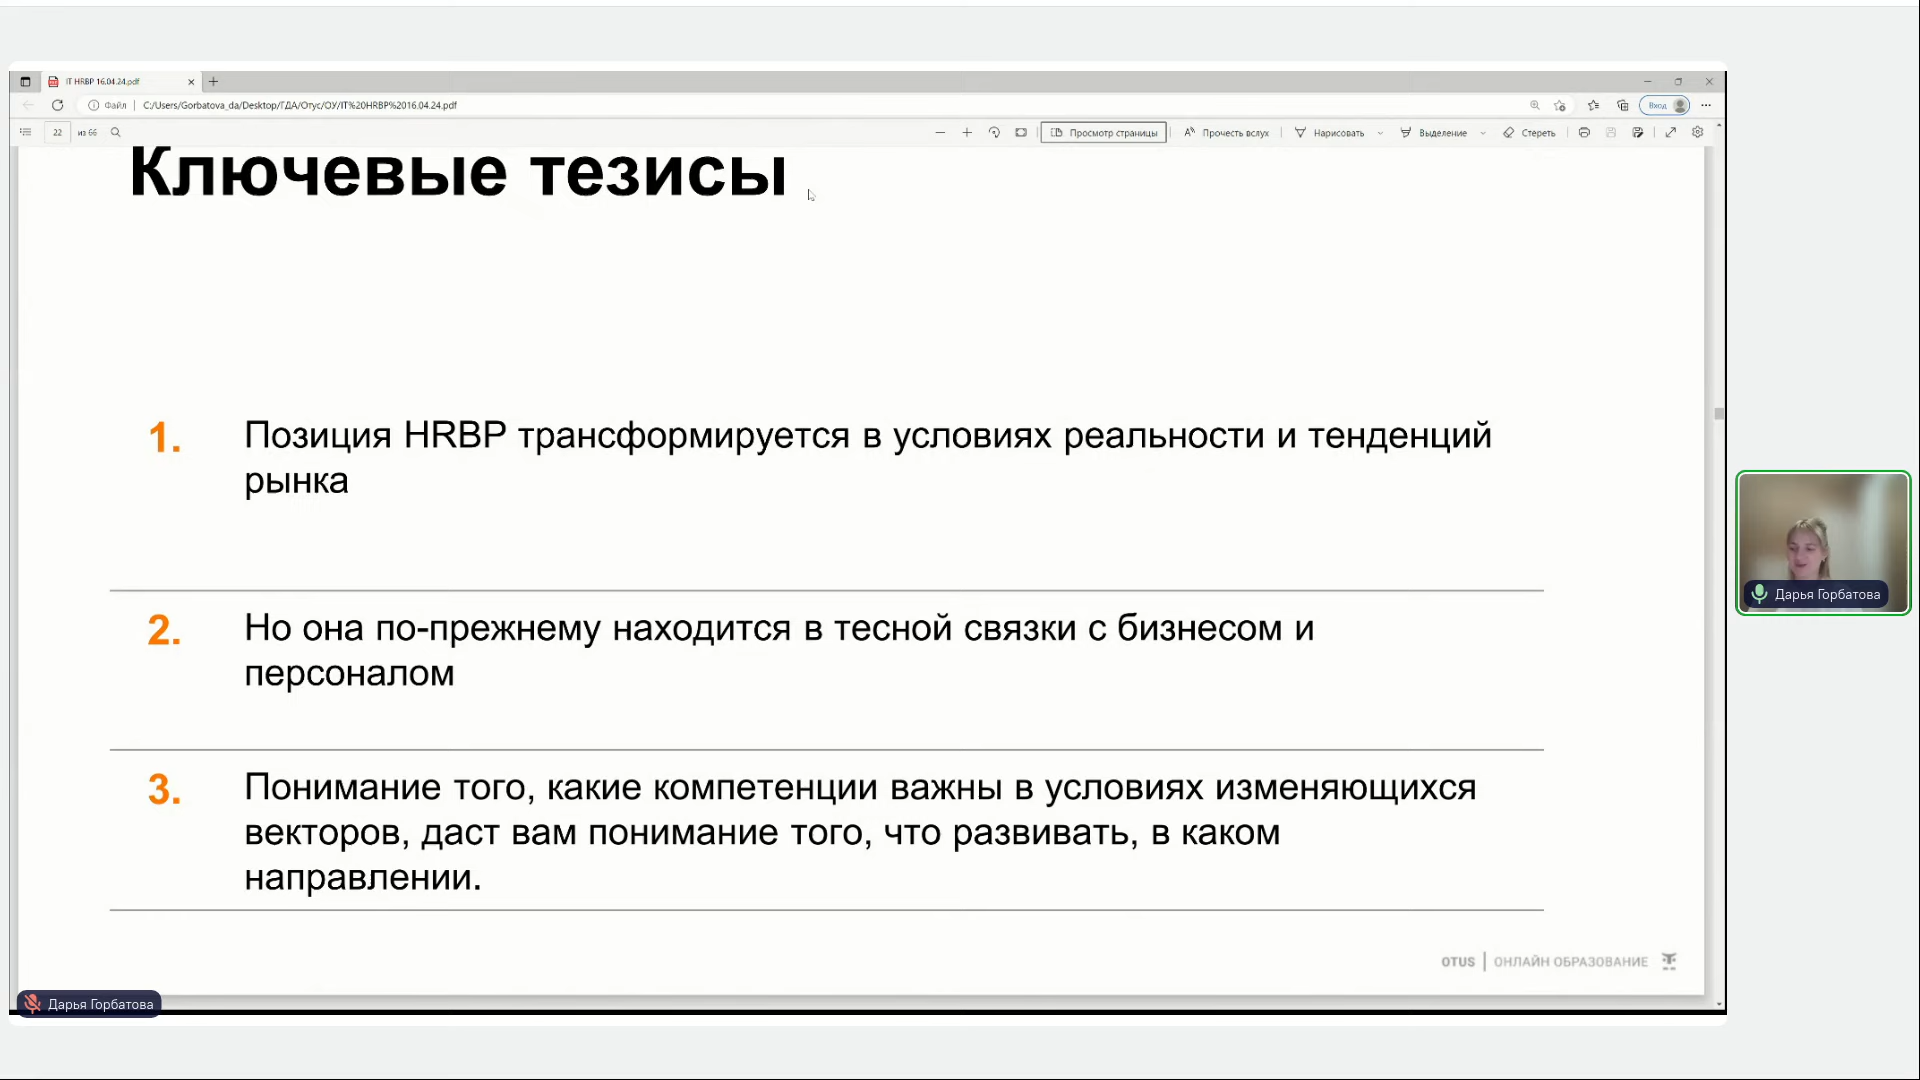 IT HRBP 16.04.24.pdf
Файл C:/Users/Gorbatova_da/Desktop/ГДА/Отус/ОУ/IT%20HRBP%2016.04.24.pdf
Вход
22 из 66
Просмотр страницы
Прочесть вслух
Нарисовать
Выделение
Стереть
Ключевые тезисы
1. Позиция HRBP трансформируется в условиях реальности и тенденций
рынка
2. Но она по-прежнему находится в тесной связки с бизнесом и
персоналом
3. Понимание того, какие компетенции важны в условиях изменяющихся
векторов, даст вам понимание того, что развивать, в каком
направлении.
OTUS | ОНЛАЙН ОБРАЗОВАНИЕ
Дарья Горбатова
Дарья Горбатова